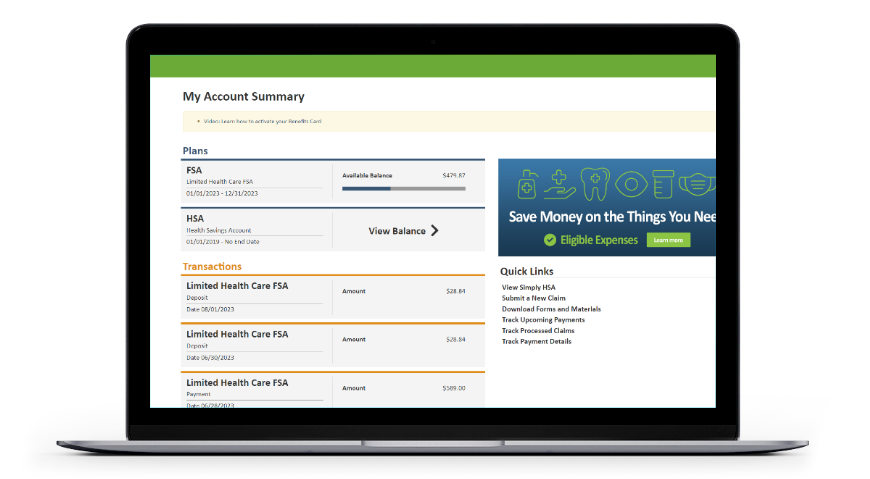 My Account Summary
• Video: Learn how to activate your Benefits Card
Plans
FSA
Limited Health Care FSA
01/01/2023 - 12/31/2023
Available Balance
$479.87
HSA
Health Savings Account
01/01/2019 - No End Date
View Balance
Transactions
Limited Health Care FSA
Deposit
Date 08/01/2023
Amount
$28.84
Limited Health Care FSA
Deposit
Date 06/30/2023
Amount
$28.84
Limited Health Care FSA
Payment
Date 06/28/2023
Amount
$589.00
Save Money on the Things You Nee
Eligible Expenses
Learn more
Quick Links
View Simply HSA
Submit a New Claim
Download Forms and Materials
Track Upcoming Payments
Track Processed Claims
Track Payment Details